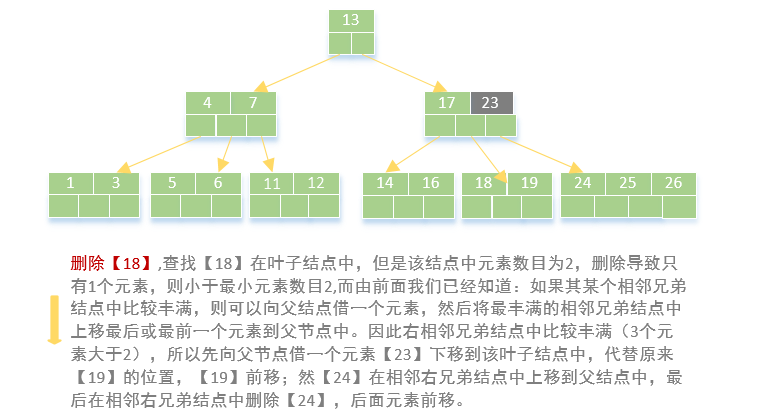 13
4 7 17 23
1 3 5 6 11 12 14 16 18 19 24 25 26
删除【18】,查找【18】在叶子结点中，但是该结点中元素数目为2，删除导致只
有1个元素，则小于最小元素数目2,而由前面我们已经知道：如果其某个相邻兄弟
结点中比较丰满，则可以向父结点借一个元素，然后将最丰满的相邻兄弟结点中
上移最后或最前一个元素到父节点中。因此右相邻兄弟结点中比较丰满（3个元
素大于2），所以先向父节点借一个元素【23】下移到该叶子结点中，代替原来
【19】的位置，【19】前移；然【24】在相邻右兄弟结点中上移到父结点中，最
后在相邻右兄弟结点中删除【24】，后面元素前移。